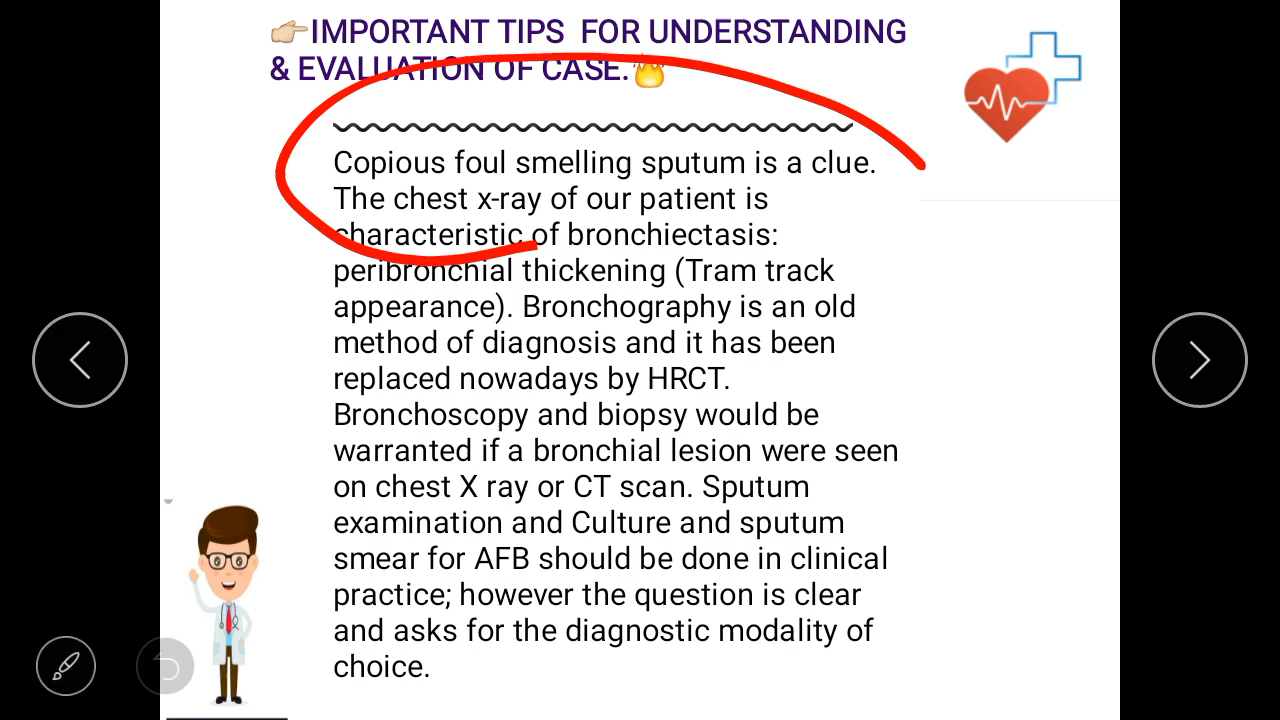 👉IMPORTANT TIPS FOR UNDERSTANDING
& EVALUATION OF CASE.🔥
Copious foul smelling sputum is a clue.
The chest x-ray of our patient is
characteristic of bronchiectasis:
peribronchial thickening (Tram track
appearance). Bronchography is an old
method of diagnosis and it has been
replaced nowadays by HRCT.
Bronchoscopy and biopsy would be
warranted if a bronchial lesion were seen
on chest X ray or CT scan. Sputum
examination and Culture and sputum
smear for AFB should be done in clinical
practice; however the question is clear
and asks for the diagnostic modality of
choice.